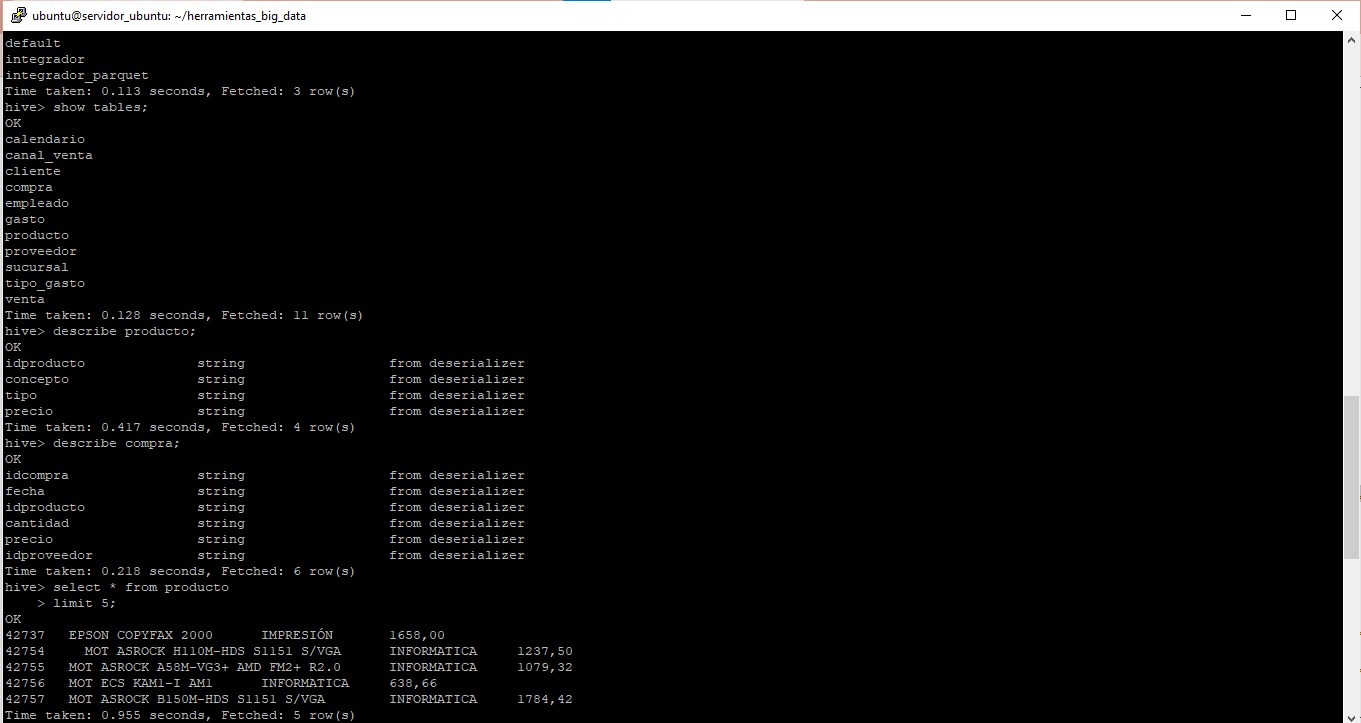 ubuntu@servidor_ubuntu: ~/herramientas_big_data
default
integrador
integrador_parquet
Time taken: 0.113 seconds, Fetched: 3 row(s)
hive> show tables;
OK
calendario
canal_venta
cliente
compra
empleado
gasto
producto
proveedor
sucursal
tipo_gasto
venta
Time taken: 0.128 seconds, Fetched: 11 row(s)
hive> describe producto;
OK
idproducto string from deserializer
concepto string from deserializer
tipo string from deserializer
precio string from deserializer
Time taken: 0.417 seconds, Fetched: 4 row(s)
hive> describe compra;
OK
idcompra string from deserializer
fecha string from deserializer
idproducto string from deserializer
cantidad string from deserializer
precio string from deserializer
idproveedor string from deserializer
Time taken: 0.218 seconds, Fetched: 6 row(s)
hive> select * from producto
> limit 5;
OK
42737 EPSON COPYFAX 2000 IMPRESIÓN 1658,00
42754 MOT ASROCK H110M-HDS S1151 S/VGA INFORMATICA 1237,50
42755 MOT ASROCK A58M-VG3+ AMD FM2+ R2.0 INFORMATICA 1079,32
42756 MOT ECS KAM1-I AM1 INFORMATICA 638,66
42757 MOT ASROCK B150M-HDS S1151 S/VGA INFORMATICA 1784,42
Time taken: 0.955 seconds, Fetched: 5 row(s)